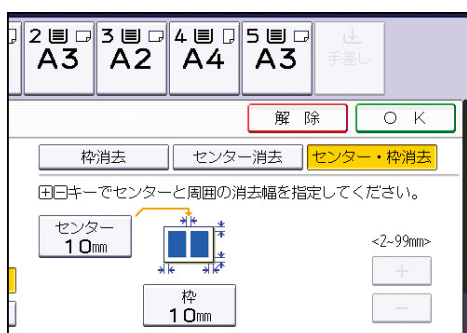 2 3 4 5
A3 A2 A4 A3 手差し
解 除 O K
枠消去 センター消去 センター・枠消去
⊞⊟キーでセンターと周囲の消去幅を指定してください。
センター
10mm
<2~99mm>
+
枠
10mm
−